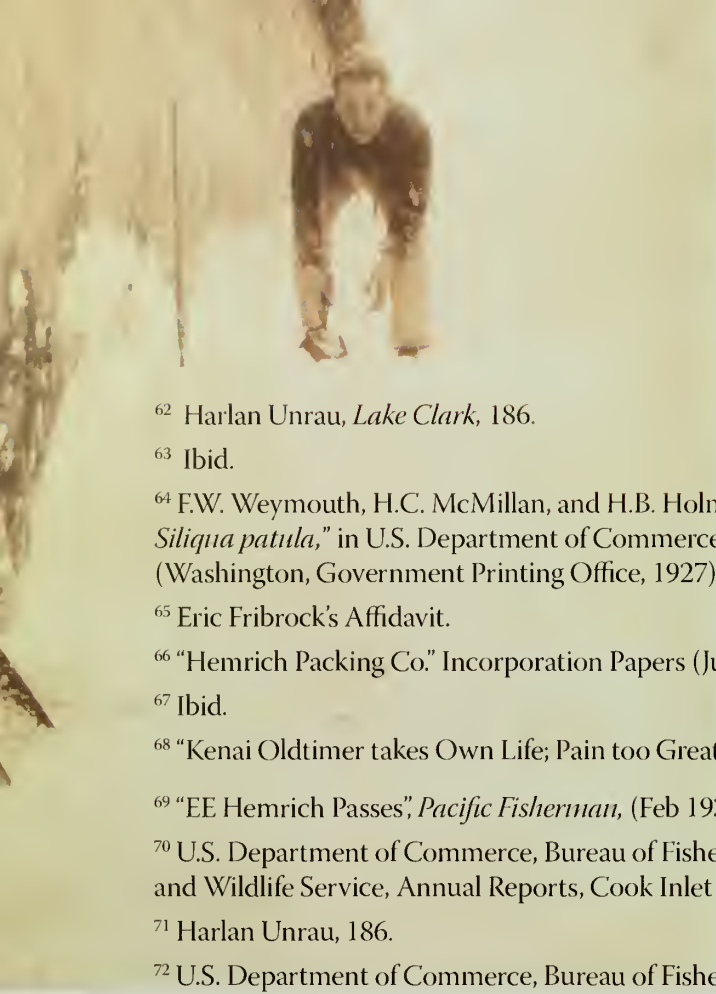 62 Harlan Unrau, Lake Clark, 186.
63 Ibid.
64 F.W. Weymouth, H.C. McMillan, and H.B. Holm
Siliqua patula,” in U.S. Department of Commerce
(Washington, Government Printing Office, 1927)
65 Eric Fribrock’s Affidavit.
66 “Hemrich Packing Co.” Incorporation Papers (Ju
67 Ibid.
68 “Kenai Oldtimer takes Own Life; Pain too Great
69 “EE Hemrich Passes”, Pacific Fisherman, (Feb 193
70 U.S. Department of Commerce, Bureau of Fishe
and Wildlife Service, Annual Reports, Cook Inlet
71 Harlan Unrau, 186.
72 U.S. Department of Commerce, Bureau of Fishe